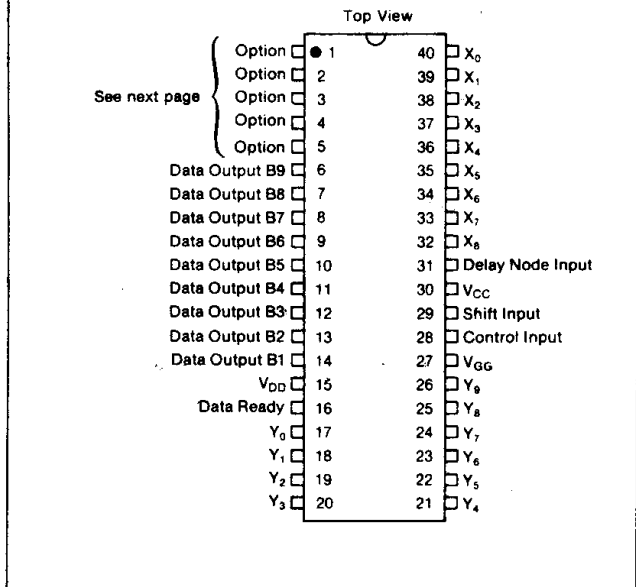 Top View
Option 1 40 X₀
Option 2 39 X₁
See next page Option 3 38 X₂
Option 4 37 X₃
Option 5 36 X₄
Data Output B9 6 35 X₅
Data Output B8 7 34 X₆
Data Output B7 8 33 X₇
Data Output B6 9 32 X₈
Data Output B5 10 31 Delay Node Input
Data Output B4 11 30 V_CC
Data Output B3 12 29 Shift Input
Data Output B2 13 28 Control Input
Data Output B1 14 27 V_GG
V_DD 15 26 Y₉
Data Ready 16 25 Y₈
Y₀ 17 24 Y₇
Y₁ 18 23 Y₆
Y₂ 19 22 Y₅
Y₃ 20 21 Y₄